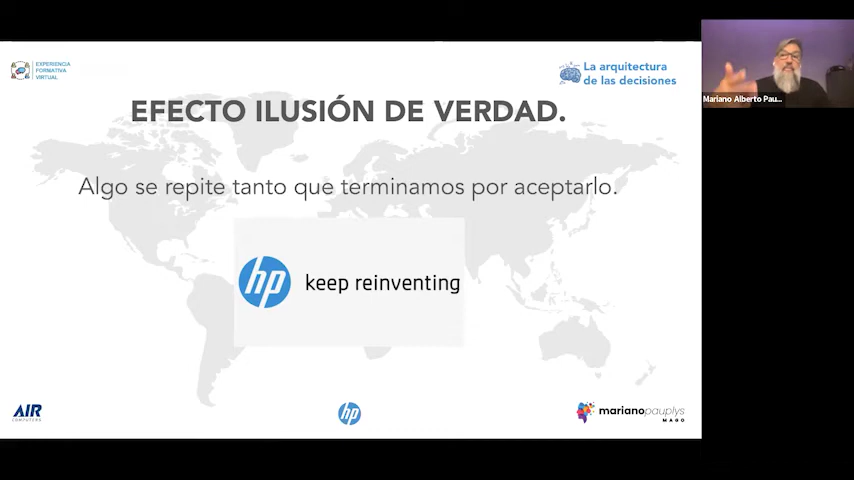 EXPERIENCIA
FORMATIVA
VIRTUAL
La arquitectura
de las decisiones
EFECTO ILUSIÓN DE VERDAD.
Algo se repite tanto que terminamos por aceptarlo.
hp keep reinventing
AIR
COMPUTERS
hp
marianopauplys
MAGO
Mariano Alberto Pau...